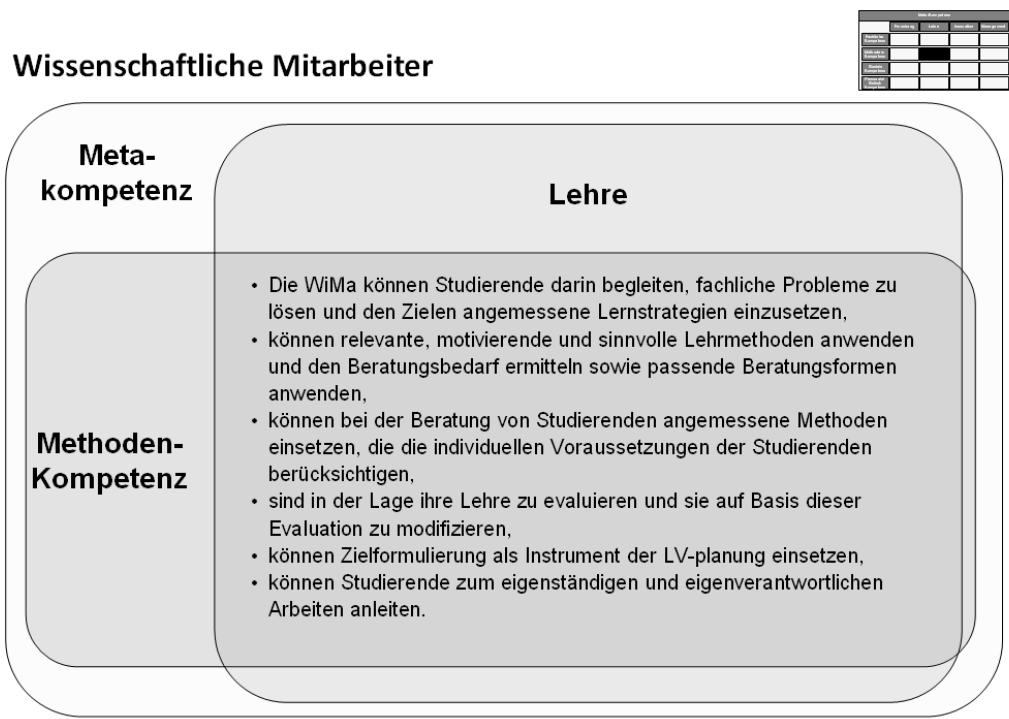 Wissenschaftliche Mitarbeiter
Meta-
kompetenz
Lehre
Methoden-
Kompetenz
• Die WiMa können Studierende darin begleiten, fachliche Probleme zu
lösen und den Zielen angemessene Lernstrategien einzusetzen,
• können relevante, motivierende und sinnvolle Lehrmethoden anwenden
und den Beratungsbedarf ermitteln sowie passende Beratungsformen
anwenden,
• können bei der Beratung von Studierenden angemessene Methoden
einsetzen, die die individuellen Voraussetzungen der Studierenden
berücksichtigen,
• sind in der Lage ihre Lehre zu evaluieren und sie auf Basis dieser
Evaluation zu modifizieren,
• können Zielformulierung als Instrument der LV-planung einsetzen,
• können Studierende zum eigenständigen und eigenverantwortlichen
Arbeiten anleiten.